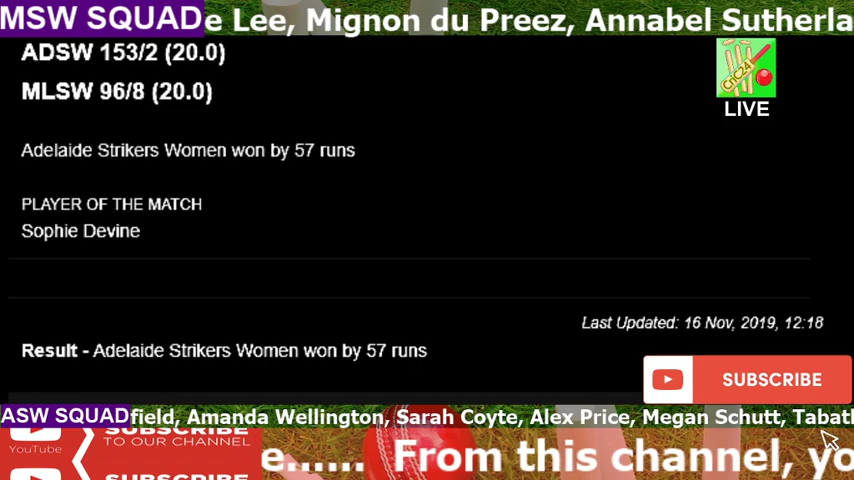 MSW SQUAD e Lee, Mignon du Preez, Annabel Sutherla
ADSW 153/2 (20.0)
CriC24
LIVE
MLSW 96/8 (20.0)
Adelaide Strikers Women won by 57 runs
PLAYER OF THE MATCH
Sophie Devine
Last Updated: 16 Nov, 2019, 12:18
Result - Adelaide Strikers Women won by 57 runs
SUBSCRIBE
ASW SQUAD field, Amanda Wellington, Sarah Coyte, Alex Price, Megan Schutt, Tabath
SUBSCRIBE
TO OUR CHANNEL
YouTube
e...... From this channel, yo
SUBSCRIBE